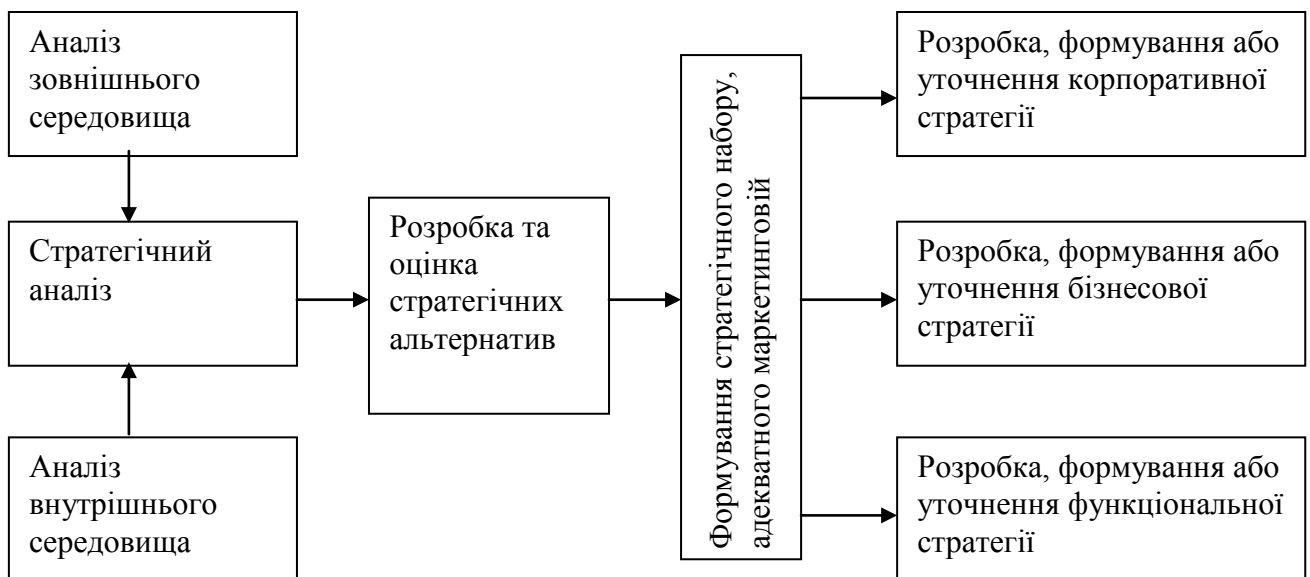 Аналіз
зовнішнього
середовища
Стратегічний
аналіз
Аналіз
внутрішнього
середовища
Розробка та
оцінка
стратегічних
альтернатив
Формування стратегічного набору,
адекватного маркетинговій
Розробка, формування або
уточнення корпоративної
стратегії
Розробка, формування або
уточнення бізнесової
стратегії
Розробка, формування або
уточнення функціональної
стратегії